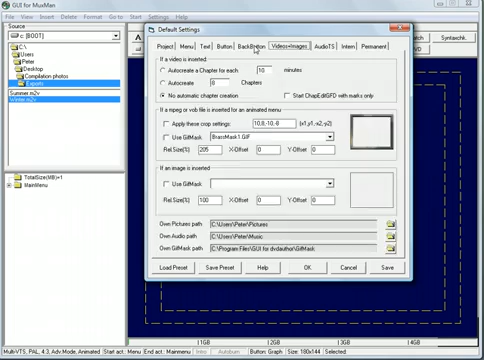 GUI for MuxMan
File View Insert Delete Format Go to Start Settings Help
Source
c: [BOOT]
C:\
Users
Peter
Desktop
Compilation photos
Exports
Summer.m2v
Winter.m2v
TotalSize(MB)=1
MainMenu
Syntaxchk.
Default Settings
Project Menu Text Button BackButton Videos+Images AudioTS Intern Permanent
If a video is inserted:
Autocreate a Chapter for each 10 minutes
Autocreate 8 Chapters
No automatic chapter creation Start ChapEditGFD with marks only
If a mpeg or vob file is inserted for an animated menu
Apply these crop settings: 10,8,-10,-8 (x1,y1,-x2,-y2)
Use GifMask BrassMask1.GIF
Rel.Size(%) 205 X-Offset 0 Y-Offset 0
If an image is inserted
Use GifMask
Rel.Size(%) 100 X-Offset 0 Y-Offset 0
Own Pictures path C:\Users\Peter\Pictures
Own Audio path C:\Users\Peter\Music
Own GifMask path C:\Program Files\GUI for dvdauthor\GifMask
Load Preset Save Preset Help OK Cancel Save
1GB 2GB 3GB 4GB
MultiVTS, PAL, 4:3, Adv.Mode, Animated Start act.: Menu End act.: Mainmenu Intro Autoburn Button: Graph Size: 180x144 Selected